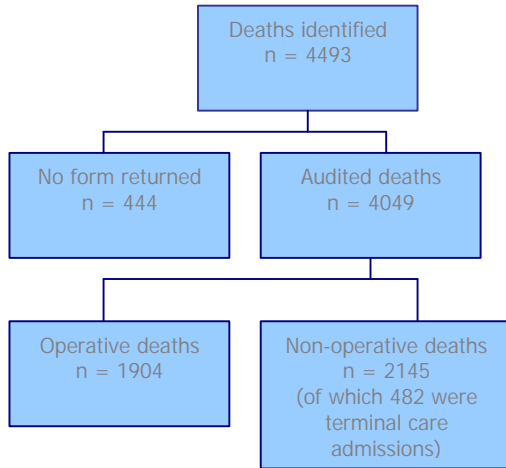 Deaths identified
n = 4493
No form returned
n = 444
Audited deaths
n = 4049
Operative deaths
n = 1904
Non-operative deaths
n = 2145
(of which 482 were
terminal care
admissions)